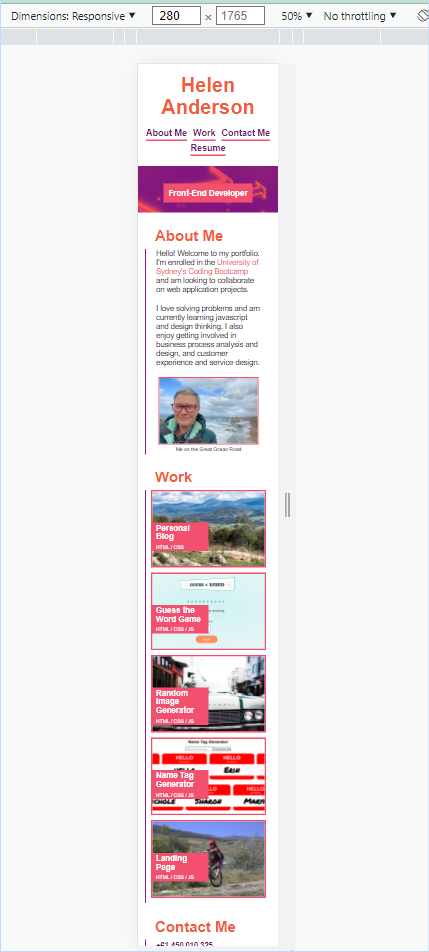 Dimensions: Responsive ▼ 280 × 1765 50% ▼ No throttling ▼
Helen
Anderson
About Me Work Contact Me
Resume
Front-End Developer
About Me
Hello! Welcome to my portfolio.
I'm enrolled in the University of
Sydney's Coding Bootcamp
and am looking to collaborate
on web application projects.
I love solving problems and am
currently learning javascript
and design thinking. I also
enjoy getting involved in
business process analysis and
design, and customer
experience and service design.
Me on the Great Ocean Road
Work
Personal
Blog
HTML / CSS
GUESS the WORD
Guess the
Word Game
HTML / CSS / JS
Random
Image
Generator
HTML / CSS / JS
Name Tag Generator
HELLO HELLO HELLO
Erin
Name Tag
Generator
HTML / CSS / JS
Sharon
Landing
Page
HTML / CSS / JS
Contact Me
+61 450 010 325